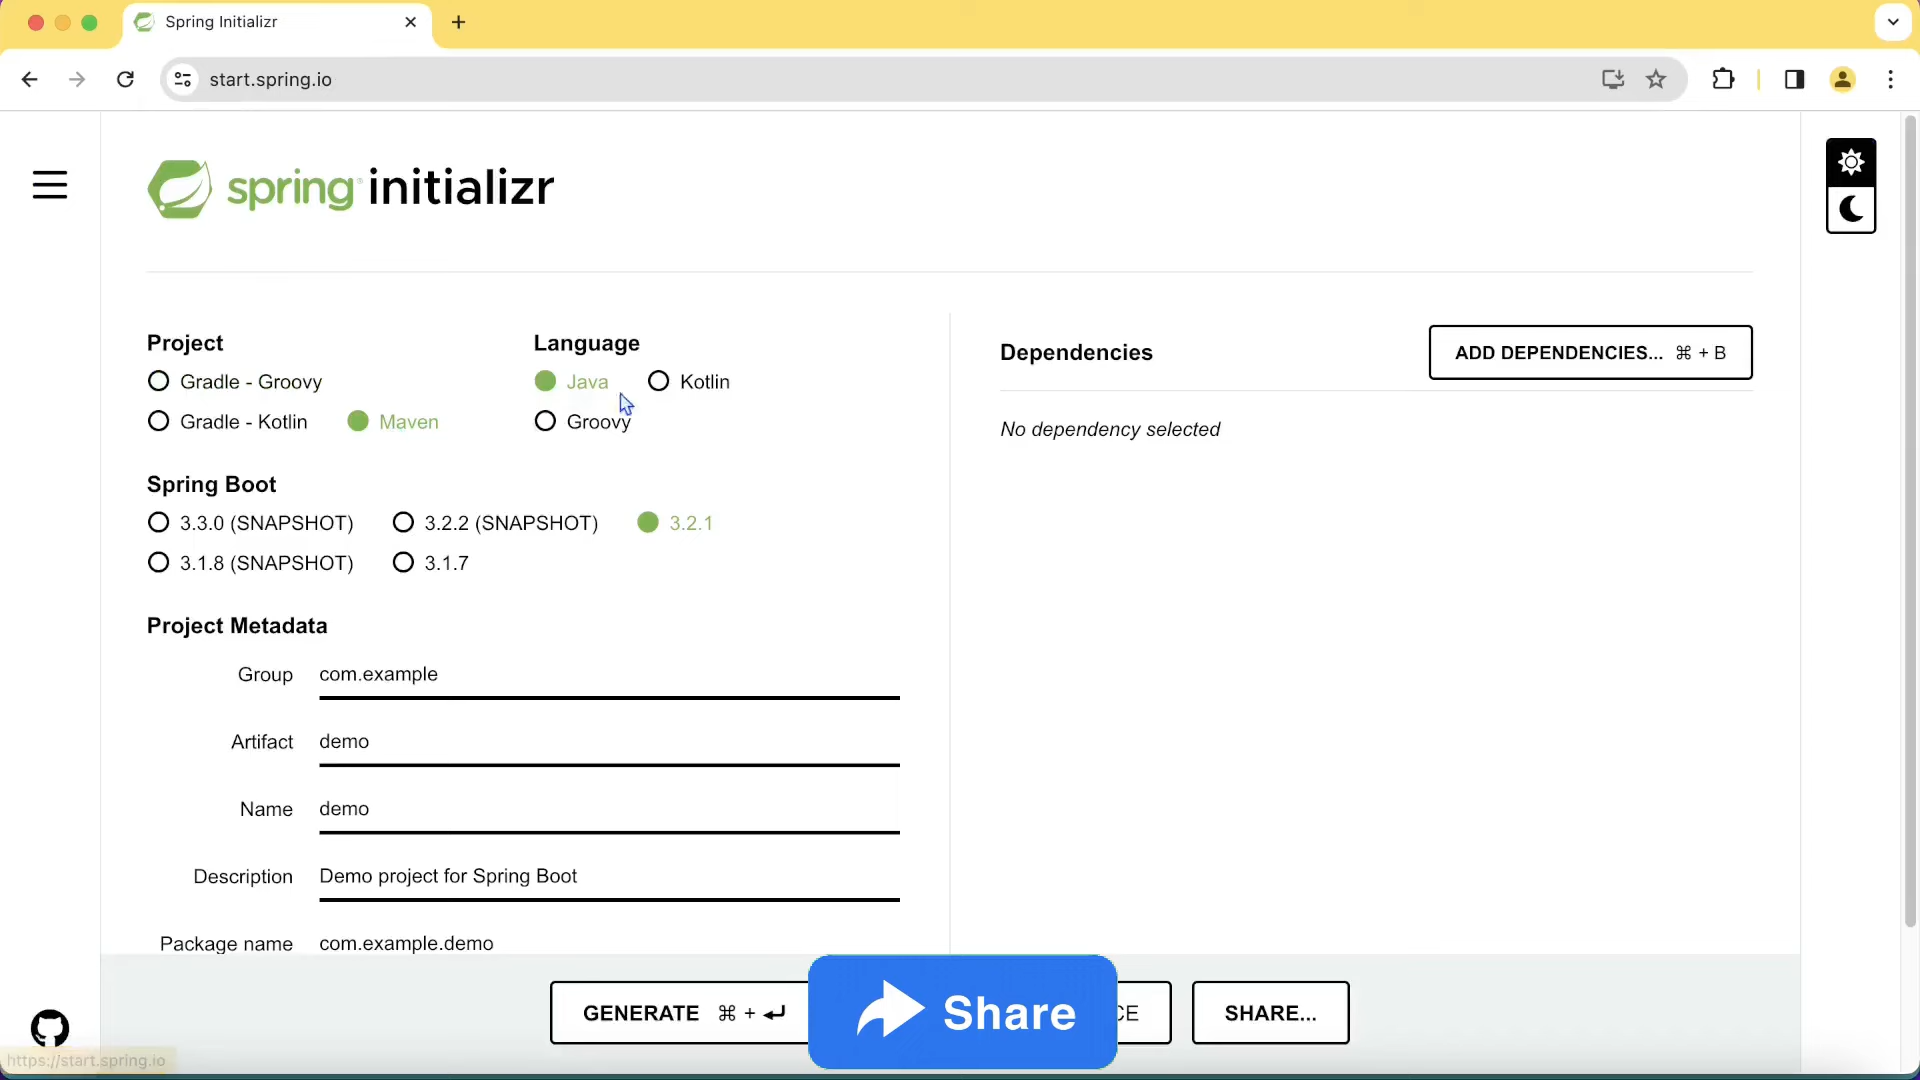 Spring Initializr
start.spring.io
spring initializr
Project
Language
Dependencies
ADD DEPENDENCIES... ⌘ + B
Gradle - Groovy
Java
Kotlin
Gradle - Kotlin
Maven
Groovy
No dependency selected
Spring Boot
3.3.0 (SNAPSHOT)
3.2.2 (SNAPSHOT)
3.2.1
3.1.8 (SNAPSHOT)
3.1.7
Project Metadata
Group com.example
Artifact demo
Name demo
Description Demo project for Spring Boot
Package name com.example.demo
GENERATE ⌘ + ↵
Share
CE
SHARE...
https://start.spring.io